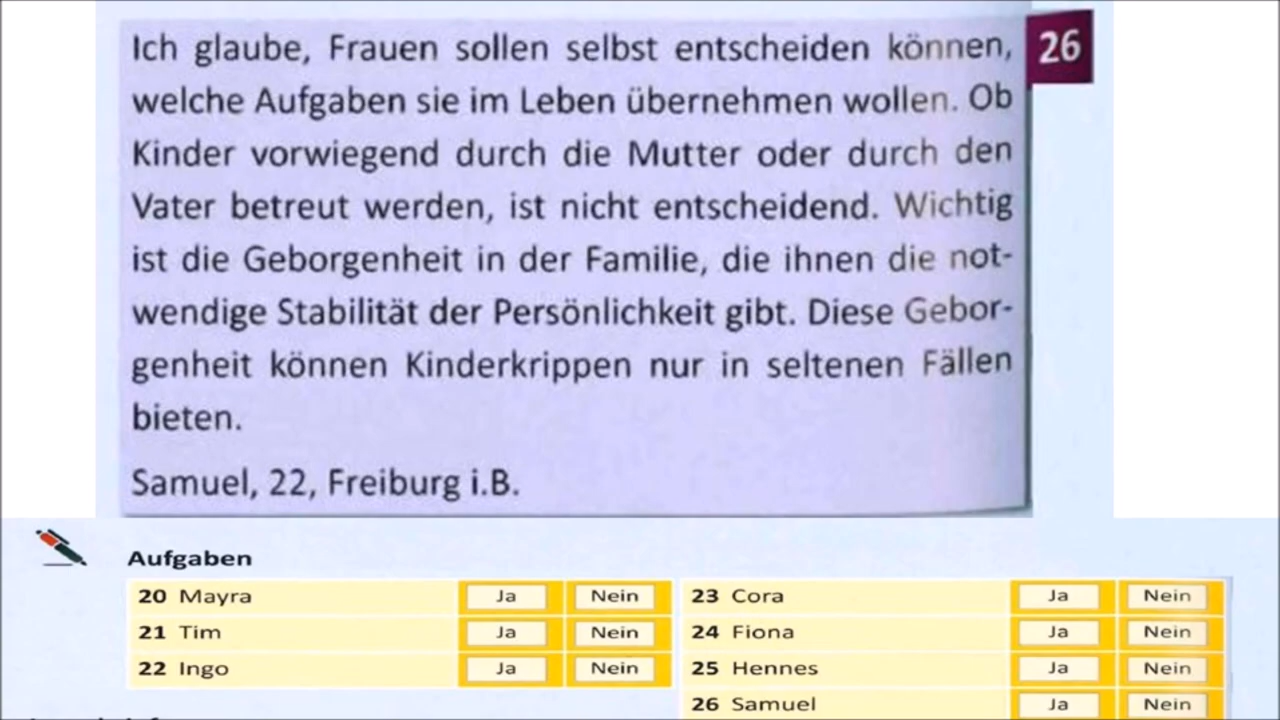 Ich glaube, Frauen sollen selbst entscheiden können,
26
welche Aufgaben sie im Leben übernehmen wollen. Ob
Kinder vorwiegend durch die Mutter oder durch den
Vater betreut werden, ist nicht entscheidend. Wichtig
ist die Geborgenheit in der Familie, die ihnen die not-
wendige Stabilität der Persönlichkeit gibt. Diese Gebor-
genheit können Kinderkrippen nur in seltenen Fällen
bieten.
Samuel, 22, Freiburg i.B.
Aufgaben
20 Mayra Ja Nein 23 Cora Ja Nein
21 Tim Ja Nein 24 Fiona Ja Nein
22 Ingo Ja Nein 25 Hennes Ja Nein
26 Samuel Ja Nein